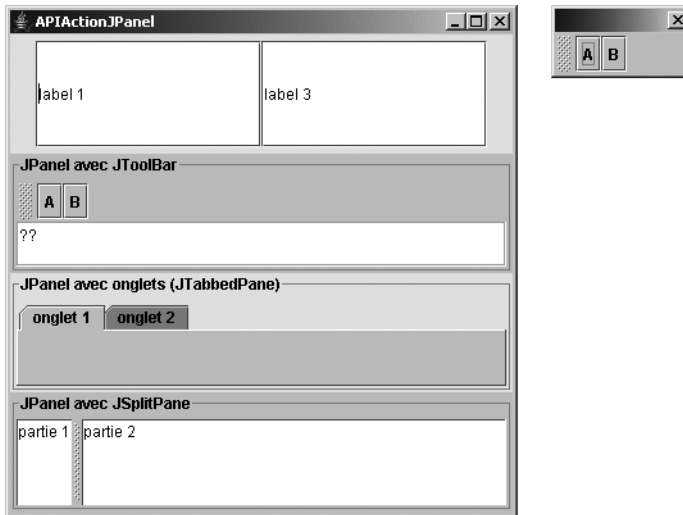 APIActionJPanel
label 1 label 3
JPanel avec JToolBar
A B
??
JPanel avec onglets (JTabbedPane)
onglet 1 onglet 2
JPanel avec JSplitPane
partie 1 partie 2
A B